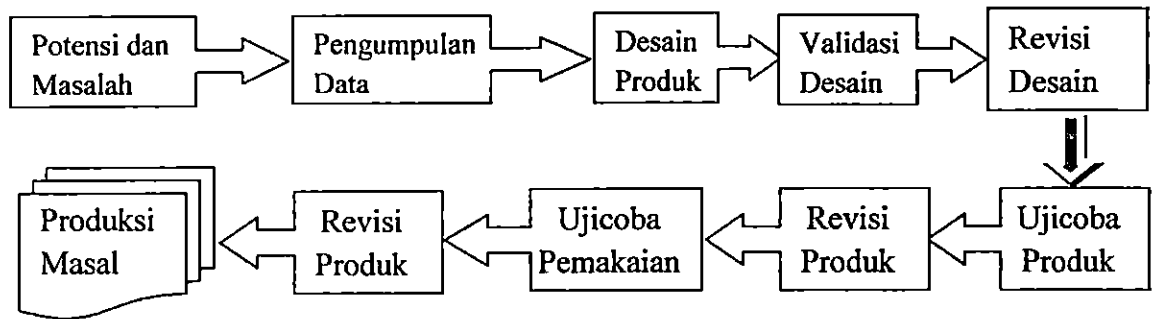 Potensi dan
Masalah
Pengumpulan
Data
Desain
Produk
Validasi
Desain
Revisi
Desain
Ujicoba
Produk
Revisi
Produk
Ujicoba
Pemakaian
Revisi
Produk
Produksi
Masal